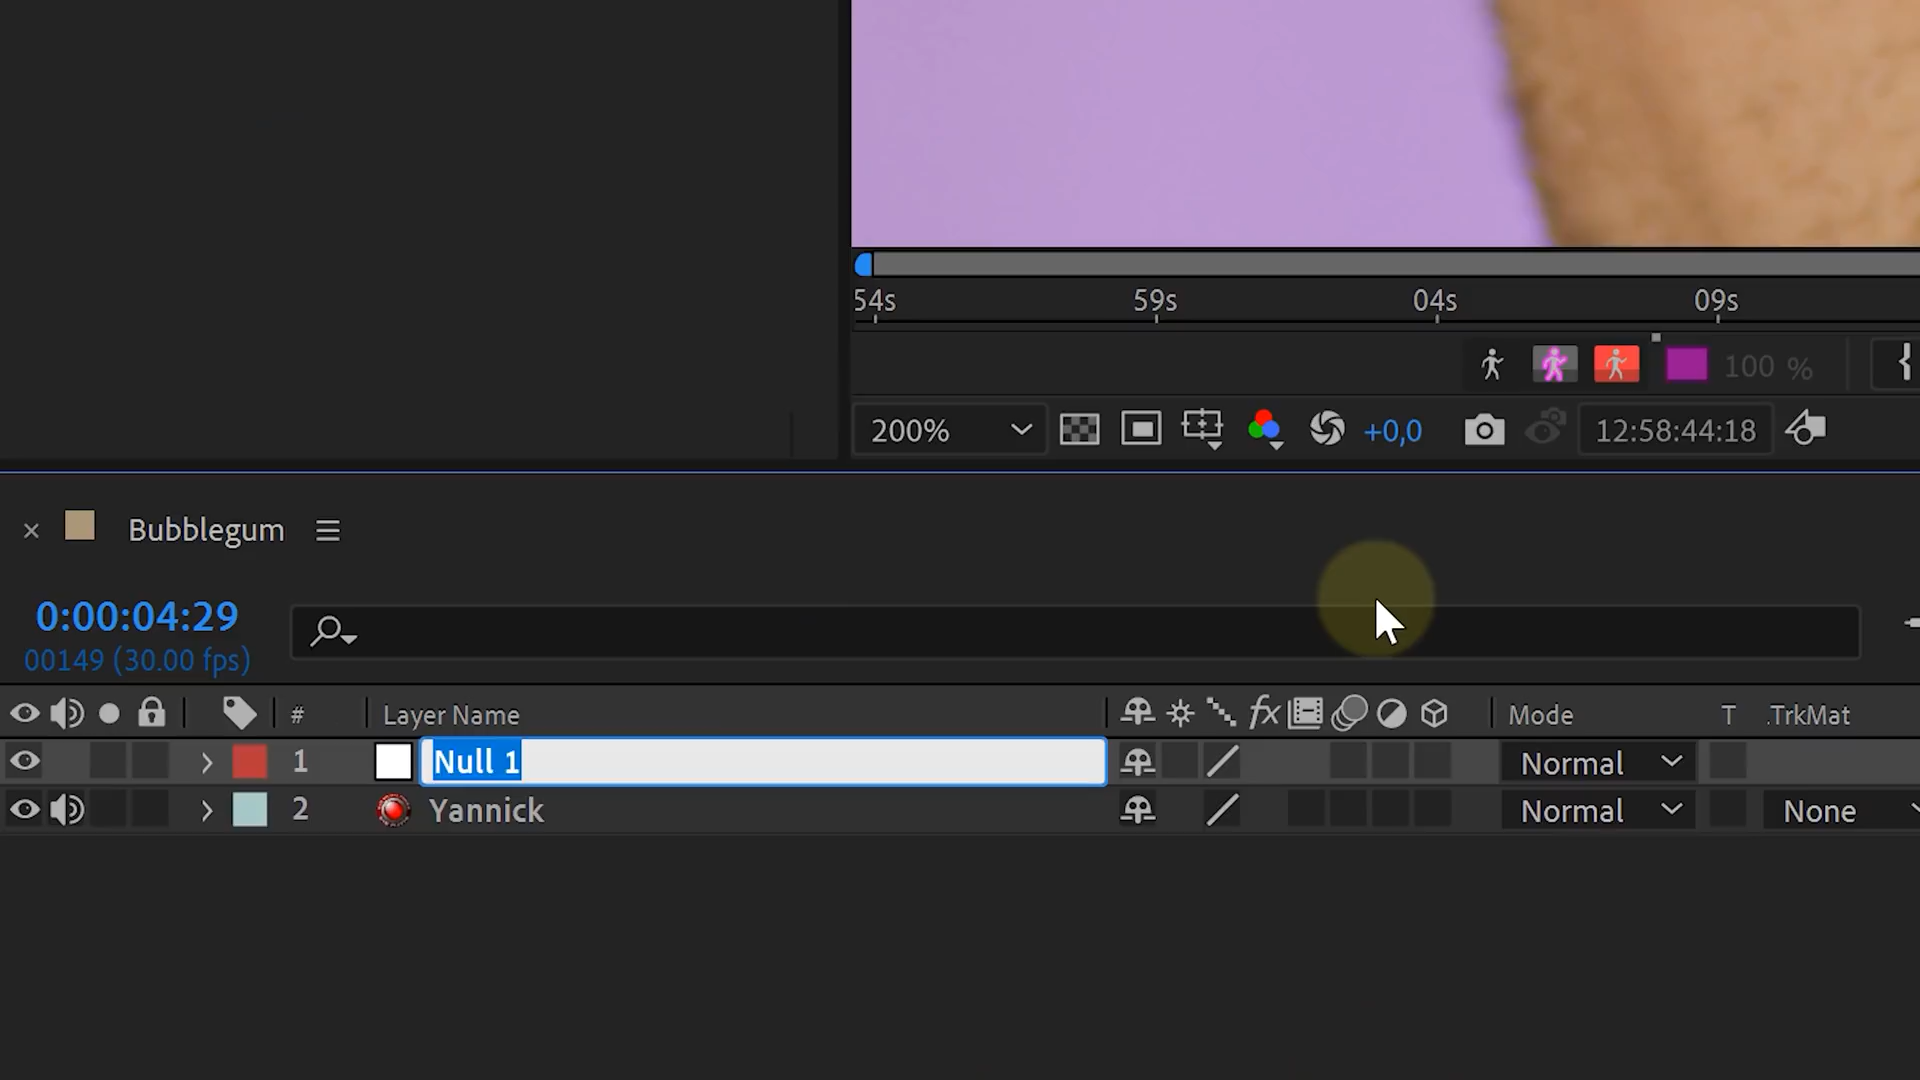 54s 59s 04s 09s
100 %
200% +0,0 12:58:44:18
Bubblegum
0:00:04:29
00149 (30.00 fps)
# Layer Name fx Mode T .TrkMat
1 Null 1 Normal
2 Yannick Normal None